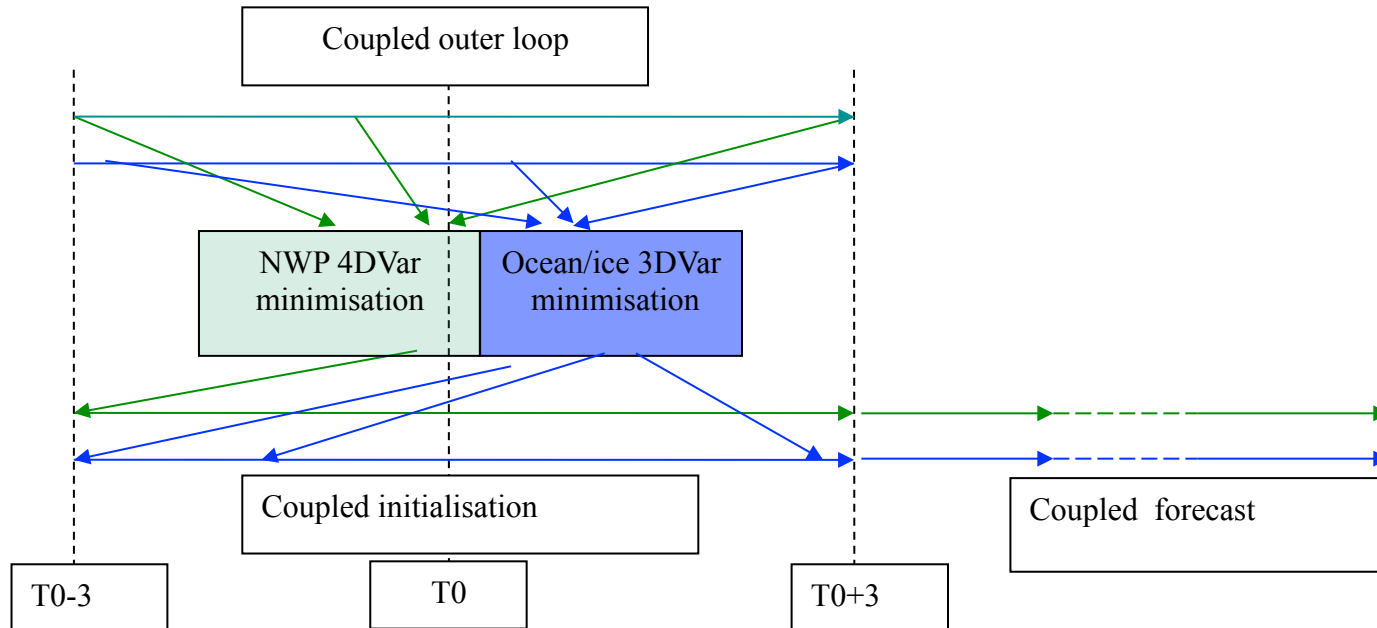 Coupled outer loop
NWP 4DVar
minimisation
Ocean/ice 3DVar
minimisation
Coupled initialisation
Coupled  forecast
T0-3
T0
T0+3